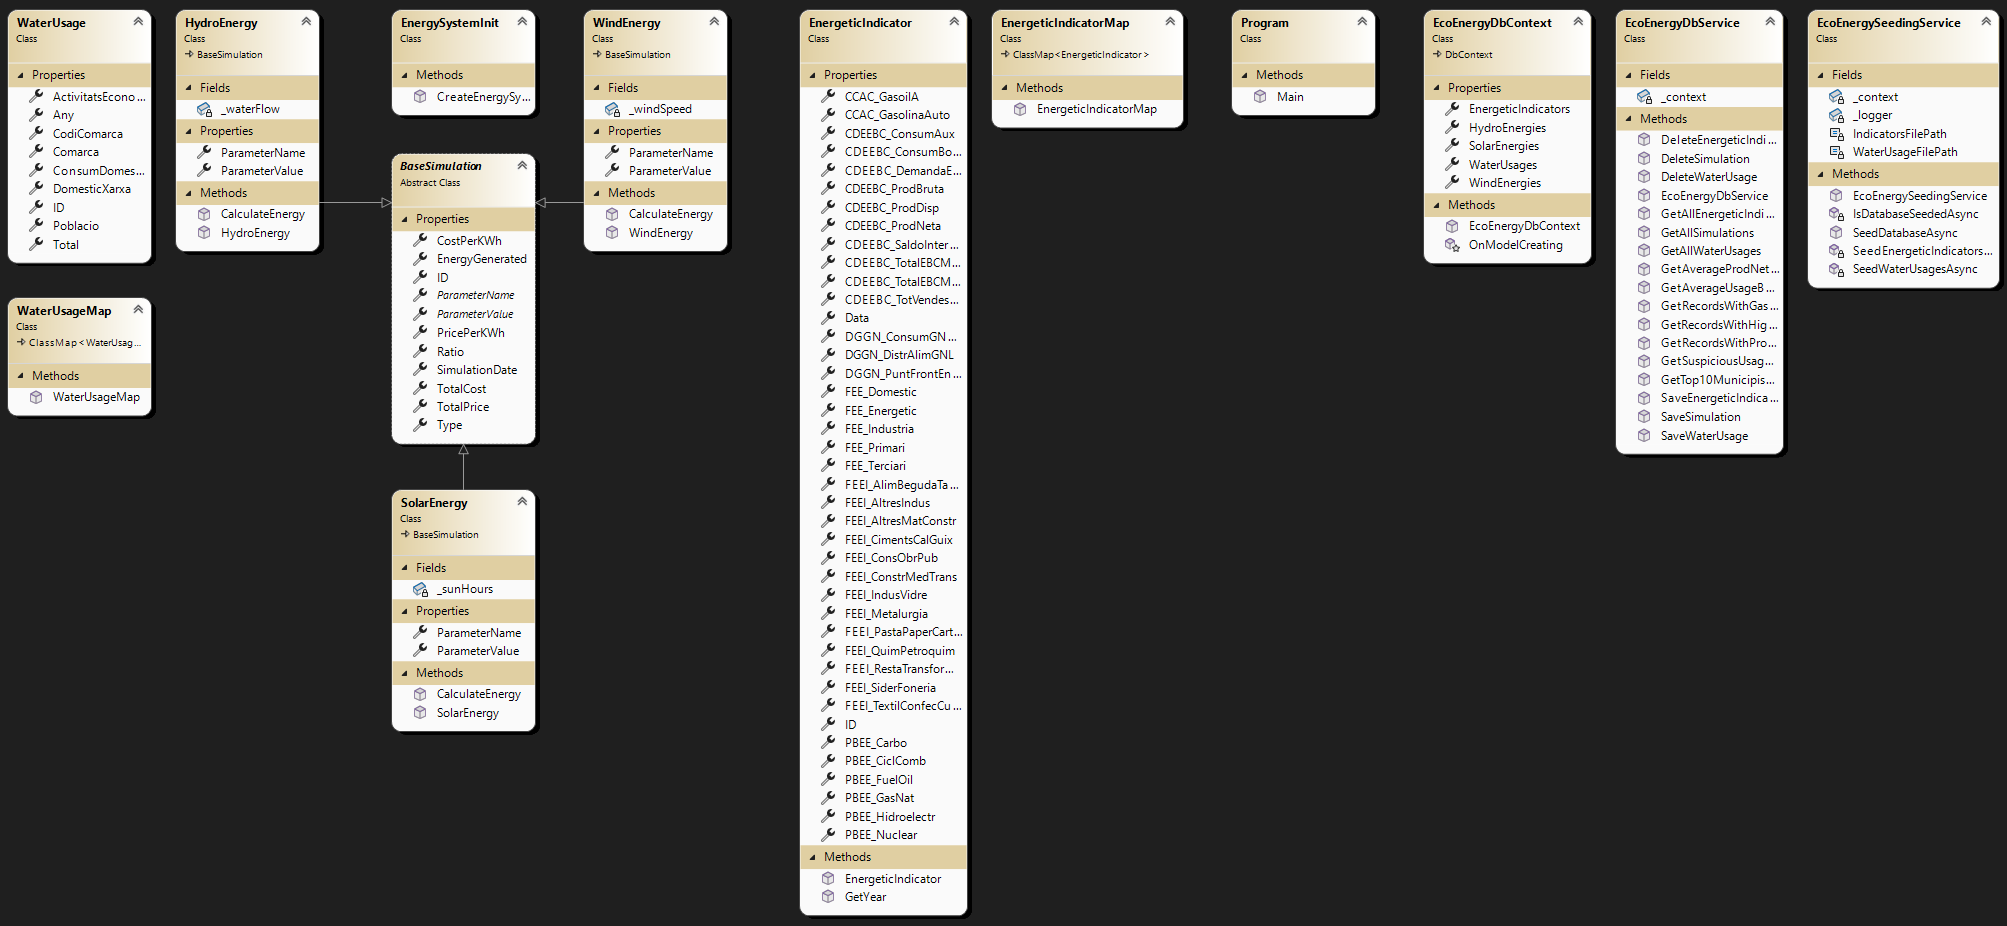 WaterUsage
Class
Properties
ActivitatsEcono...
Any
CodiComarca
Comarca
ConsumDomes...
DomesticXarxa
ID
Poblacio
Total
WaterUsageMap
Class
ClassMap<WaterUsag...
Methods
WaterUsageMap
HydroEnergy
Class
BaseSimulation
Fields
_waterFlow
Properties
ParameterName
ParameterValue
Methods
CalculateEnergy
HydroEnergy
EnergySystemInit
Class
Methods
CreateEnergySy...
BaseSimulation
Abstract Class
Properties
CostPerKWh
EnergyGenerated
ID
ParameterName
ParameterValue
PricePerKWh
Ratio
SimulationDate
TotalCost
TotalPrice
Type
SolarEnergy
Class
BaseSimulation
Fields
_sunHours
Properties
ParameterName
ParameterValue
Methods
CalculateEnergy
SolarEnergy
WindEnergy
Class
BaseSimulation
Fields
_windSpeed
Properties
ParameterName
ParameterValue
Methods
CalculateEnergy
WindEnergy
EnergeticIndicator
Class
Properties
CCAC_GasoilA
CCAC_GasolinaAuto
CDEEBC_ConsumAux
CDEEBC_ConsumBo...
CDEEBC_DemandaE...
CDEEBC_ProdBruta
CDEEBC_ProdDisp
CDEEBC_ProdNeta
CDEEBC_SaldoInter...
CDEEBC_TotalEBCM...
CDEEBC_TotalEBCM...
CDEEBC_TotVendes...
Data
DGGN_ConsumGN...
DGGN_DistrAlimGNL
DGGN_PuntFrontEn...
FEE_Domestic
FEE_Energetic
FEE_Industria
FEE_Primari
FEE_Terciari
FEEI_AlimBegudaTa...
FEEI_AltresIndus
FEEI_AltresMatConstr
FEEI_CimentsCalGuix
FEEI_ConsObrPub
FEEI_ConstrMedTrans
FEEI_IndusVidre
FEEI_Metalurgia
FEEI_PastaPaperCart...
FEEI_QuimPetroquim
FEEI_RestaTransfor...
FEEI_SiderFoneria
FEEI_TextilConfecCu...
ID
PBEE_Carbo
PBEE_CiclComb
PBEE_FuelOil
PBEE_GasNat
PBEE_Hidroelectr
PBEE_Nuclear
Methods
EnergeticIndicator
GetYear
EnergeticIndicatorMap
Class
ClassMap<EnergeticIndicator>
Methods
EnergeticIndicatorMap
Program
Class
Methods
Main
EcoEnergyDbContext
Class
DbContext
Properties
EnergeticIndicators
HydroEnergies
SolarEnergies
WaterUsages
WindEnergies
Methods
EcoEnergyDbContext
OnModelCreating
EcoEnergyDbService
Class
Fields
_context
Methods
DeleteEnergeticIndi...
DeleteSimulation
DeleteWaterUsage
EcoEnergyDbService
GetAllEnergeticIndi...
GetAllSimulations
GetAllWaterUsages
GetAverageProdNet...
GetAverageUsageB...
GetRecordsWithGas...
GetRecordsWithHig...
GetRecordsWithPro...
GetSuspiciousUsag...
GetTop10Municipis...
SaveEnergeticIndica...
SaveSimulation
SaveWaterUsage
EcoEnergySeedingService
Class
Fields
_context
_logger
IndicatorsFilePath
WaterUsageFilePath
Methods
EcoEnergySeedingService
IsDatabaseSeededAsync
SeedDatabaseAsync
SeedEnergeticIndicators...
SeedWaterUsagesAsync